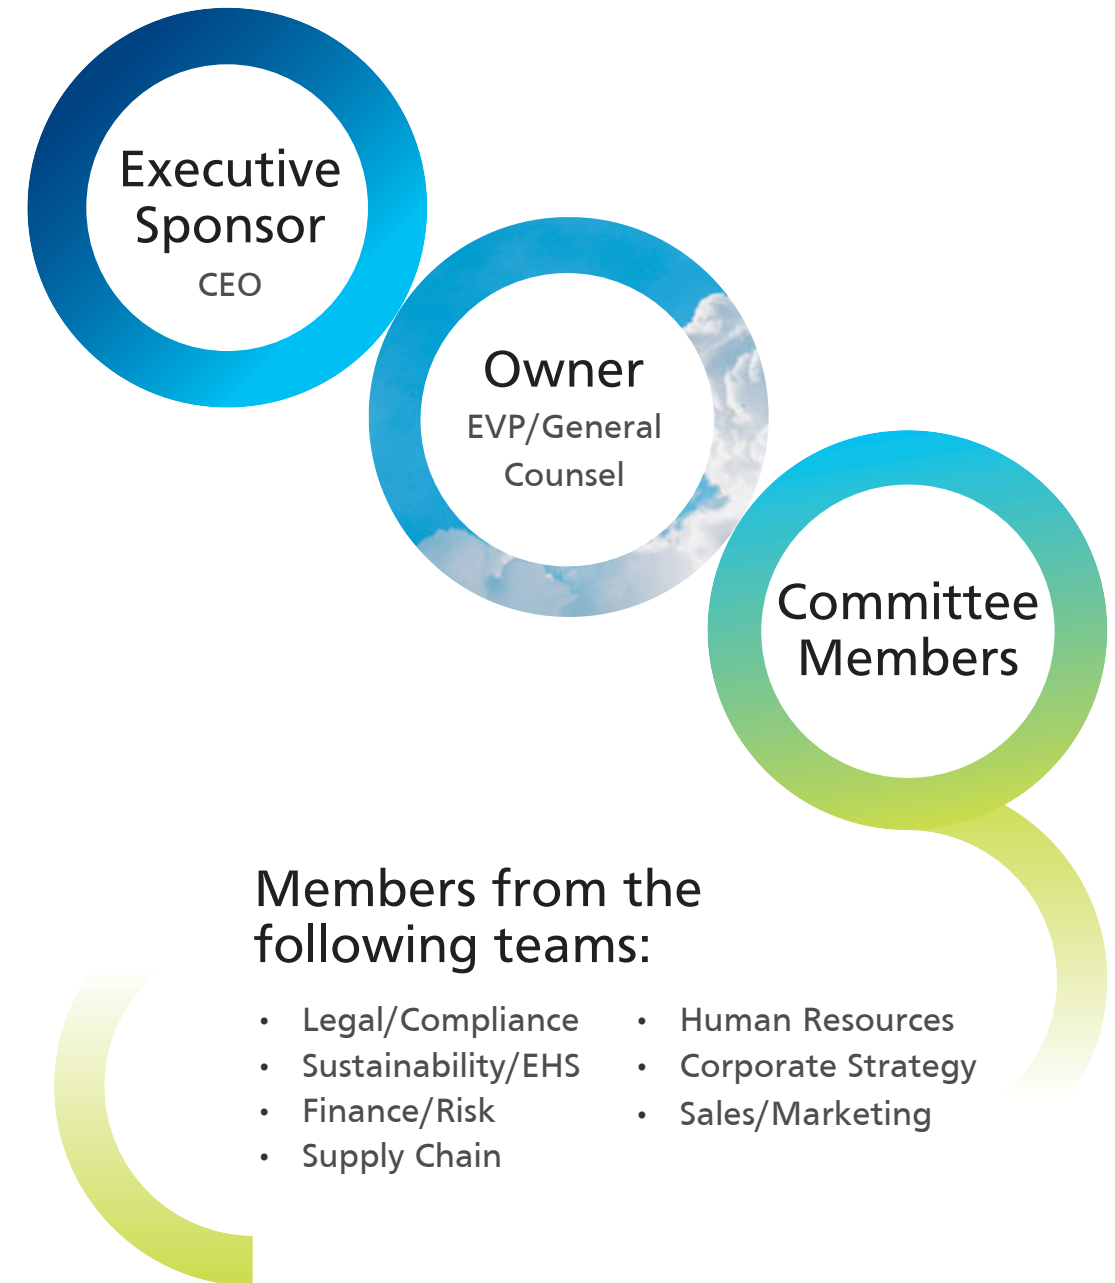 Executive
Sponsor
CEO
Owner
EVP/General
Counsel
Committee
Members
Members from the
following teams:
• Legal/Compliance
• Sustainability/EHS
• Finance/Risk
• Supply Chain
• Human Resources
• Corporate Strategy
• Sales/Marketing